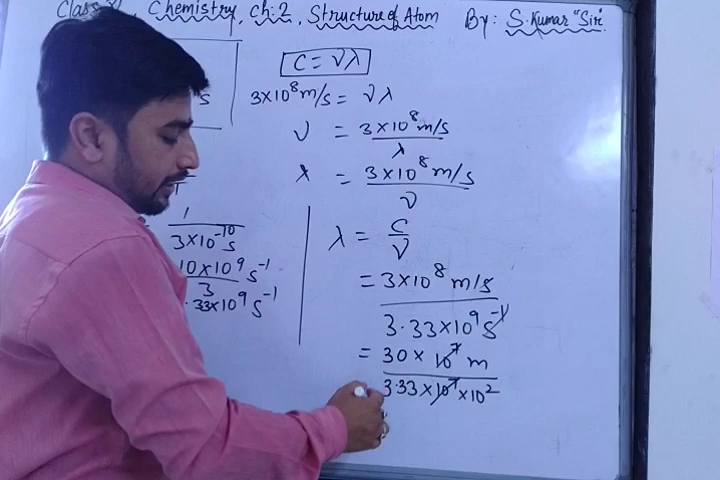 Class XI, Chemistry, Ch: 2, Structure of Atom By: S. Kumar "Sir".
C = νλ
s
3×10⁸ m/s = νλ
ν = 3×10⁸ m/s / λ
λ = 3×10⁸ m/s / ν
1 / 3×10⁻¹⁰ s
10×10⁹ s⁻¹ / 3
.33×10⁹ s⁻¹
λ = C / ν
= 3×10⁸ m/s / 3.33×10⁹ s⁻¹
= 30×10⁷ m / 3.33×10⁷×10²